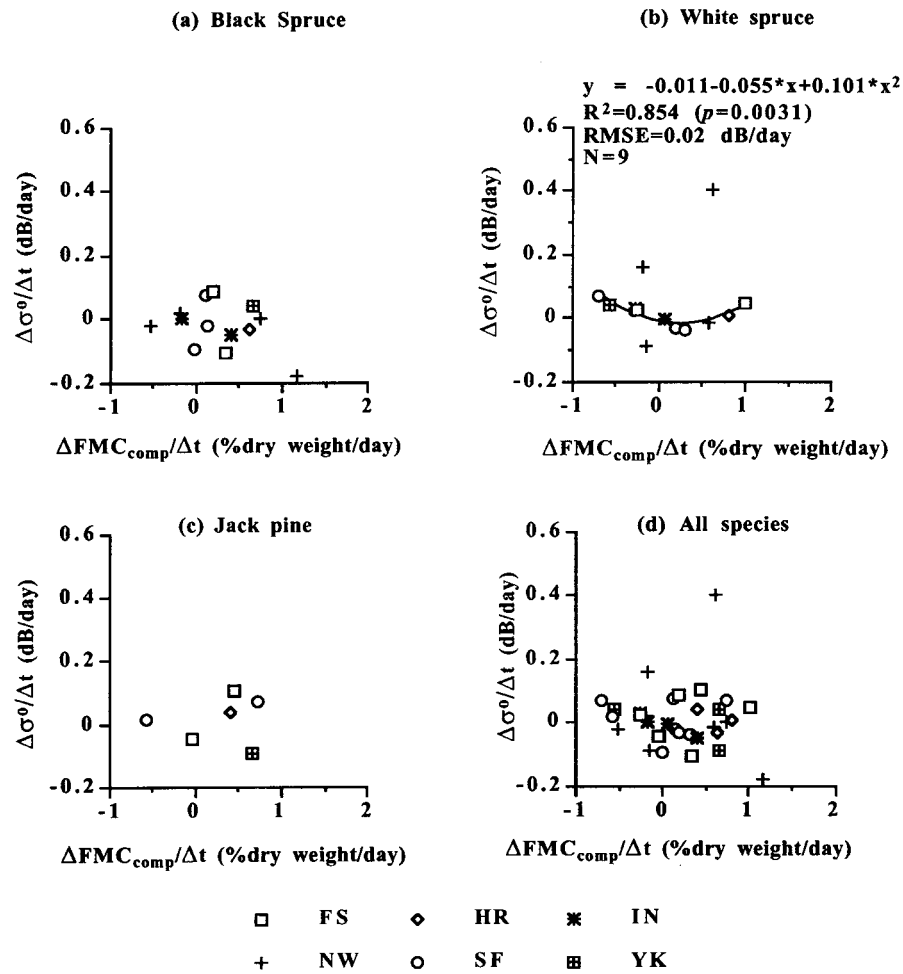 (a) Black Spruce
(b) White spruce
y = -0.011-0.055*x+0.101*x²
R²=0.854 (p=0.0031)
RMSE=0.02 dB/day
N=9
0.6
0.4
0.2
0
-0.2
Δσ⁰/Δt (dB/day)
-1 0 1 2
ΔFMCcomp/Δt (%dry weight/day)
0.6
0.4
0.2
0
-0.2
Δσ⁰/Δt (dB/day)
-1 0 1 2
ΔFMCcomp/Δt (%dry weight/day)
(c) Jack pine
0.6
0.4
0.2
0
-0.2
Δσ⁰/Δt (dB/day)
-1 0 1 2
ΔFMCcomp/Δt (%dry weight/day)
(d) All species
0.6
0.4
0.2
0
-0.2
Δσ⁰/Δt (dB/day)
-1 0 1 2
ΔFMCcomp/Δt (%dry weight/day)
FS HR IN
NW SF YK